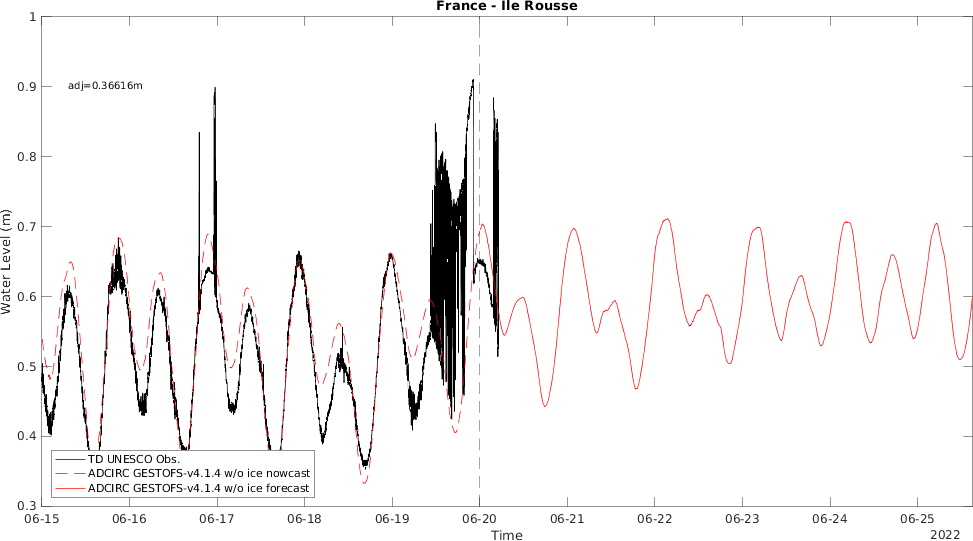 France - Ile Rousse
1
0.9
0.8
0.7
0.6
0.5
0.4
0.3
Water Level (m)
adj=0.36616m
TD UNESCO Obs.
ADCIRC GESTOFS-v4.1.4 w/o ice nowcast
ADCIRC GESTOFS-v4.1.4 w/o ice forecast
06-15 06-16 06-17 06-18 06-19 06-20 06-21 06-22 06-23 06-24 06-25
Time
2022